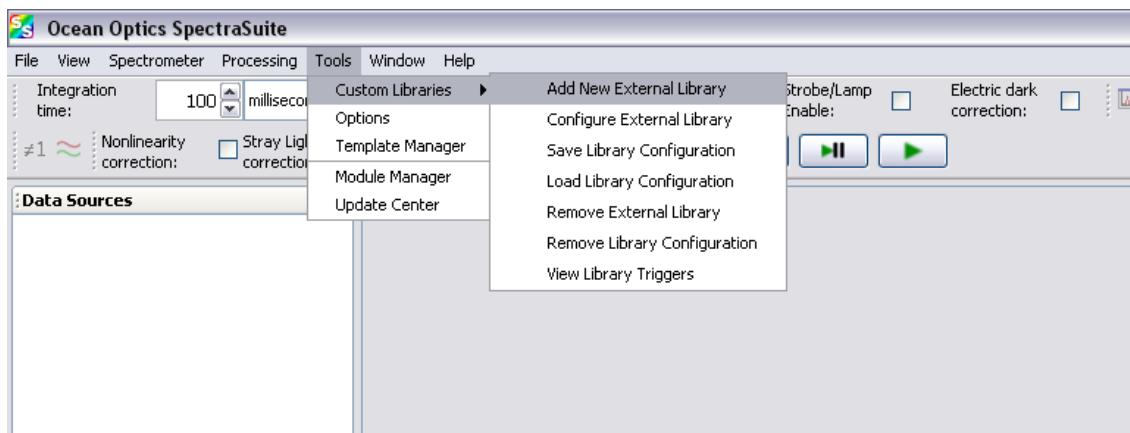 Ocean Optics SpectraSuite
File View Spectrometer Processing Tools Window Help
Integration
time:
100
Custom Libraries
Options
Template Manager
Module Manager
Update Center
Add New External Library
Configure External Library
Save Library Configuration
Load Library Configuration
Remove External Library
Remove Library Configuration
View Library Triggers
Strobe/Lamp
Enable:
Electric dark
correction:
≠1
Nonlinearity
correction:
Stray
Data Sources